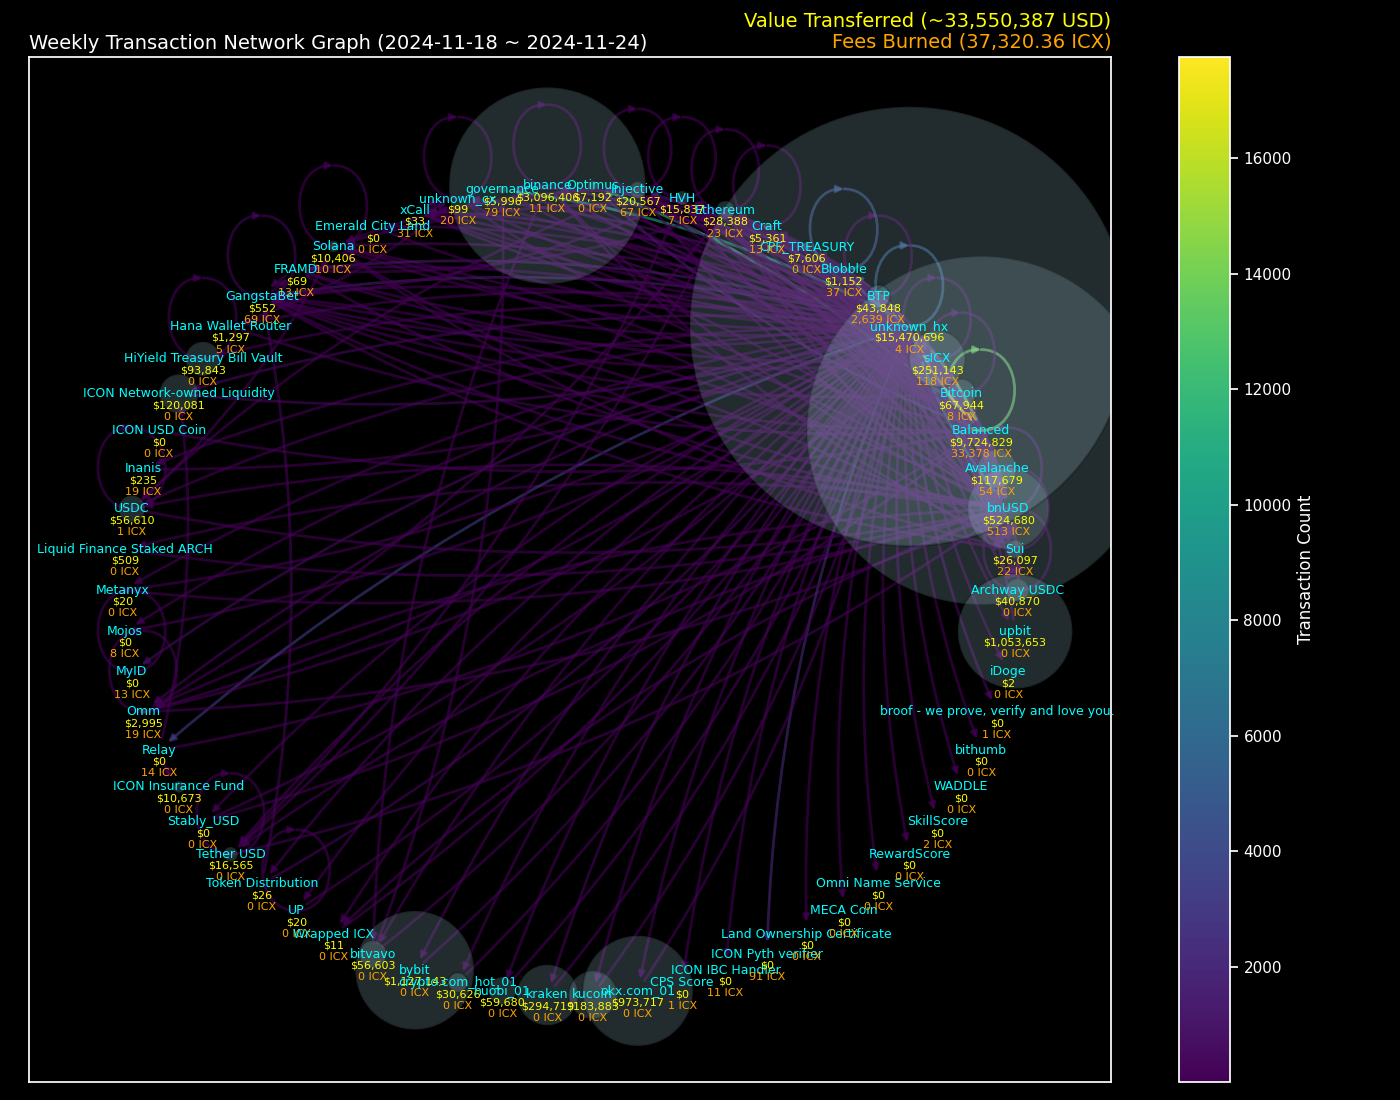 Value Transferred (~33,550,387 USD)
Weekly Transaction Network Graph (2024-11-18 ~ 2024-11-24)
Fees Burned (37,320.36 ICX)
binance
$3,096,406
11 ICX
Optimus
$7,192
0 ICX
injective
$20,567
67 ICX
HVH
$15,837
7 ICX
Ethereum
$28,388
23 ICX
Craft
$5,361
13 ICX
CPF_TREASURY
$7,606
0 ICX
Blobble
$1,152
37 ICX
BTP
$43,848
2,639 ICX
unknown_hx
$15,470,696
4 ICX
sICX
$251,143
118 ICX
Bitcoin
$67,944
8 ICX
Balanced
$9,724,829
33,378 ICX
Avalanche
$117,679
54 ICX
bnUSD
$524,680
513 ICX
Sui
$26,097
22 ICX
Archway USDC
$40,870
0 ICX
upbit
$1,053,653
0 ICX
iDoge
$2
0 ICX
broof - we prove, verify and love you.
$0
1 ICX
bithumb
$0
0 ICX
WADDLE
$0
0 ICX
SkillScore
$0
2 ICX
RewardScore
$0
0 ICX
Omni Name Service
$0
0 ICX
MECA Coin
$0
0 ICX
Land Ownership Certificate
$0
0 ICX
ICON Pyth verifier
$0
91 ICX
ICON IBC Handler
$0
11 ICX
CPS Score
$0
1 ICX
okx.com_01
$973,717
0 ICX
kucoin
$183,883
0 ICX
kraken
$294,719
0 ICX
huobi_01
$59,680
0 ICX
crypto.com_hot_01
$30,626
0 ICX
bybit
$1,127,143
0 ICX
bitvavo
$56,603
0 ICX
Wrapped ICX
$11
0 ICX
UP
$20
0 ICX
Token Distribution
$26
0 ICX
Tether USD
$16,565
0 ICX
Stably_USD
$0
0 ICX
ICON Insurance Fund
$10,673
0 ICX
Relay
$0
14 ICX
Omm
$2,995
19 ICX
MyID
$0
13 ICX
Mojos
$0
8 ICX
Metanyx
$20
0 ICX
Liquid Finance Staked ARCH
$509
0 ICX
USDC
$56,610
1 ICX
Inanis
$235
19 ICX
ICON USD Coin
$0
0 ICX
ICON Network-owned Liquidity
$120,081
0 ICX
HiYield Treasury Bill Vault
$93,843
0 ICX
Hana Wallet Router
$1,297
5 ICX
GangstaBet
$552
69 ICX
FRAMD
$69
13 ICX
Solana
$10,406
10 ICX
Emerald City Land
$0
0 ICX
xCall
$33
31 ICX
unknown_cx
$99
20 ICX
governance
$5,996
79 ICX
16000
14000
12000
10000
8000
6000
4000
2000
Transaction Count